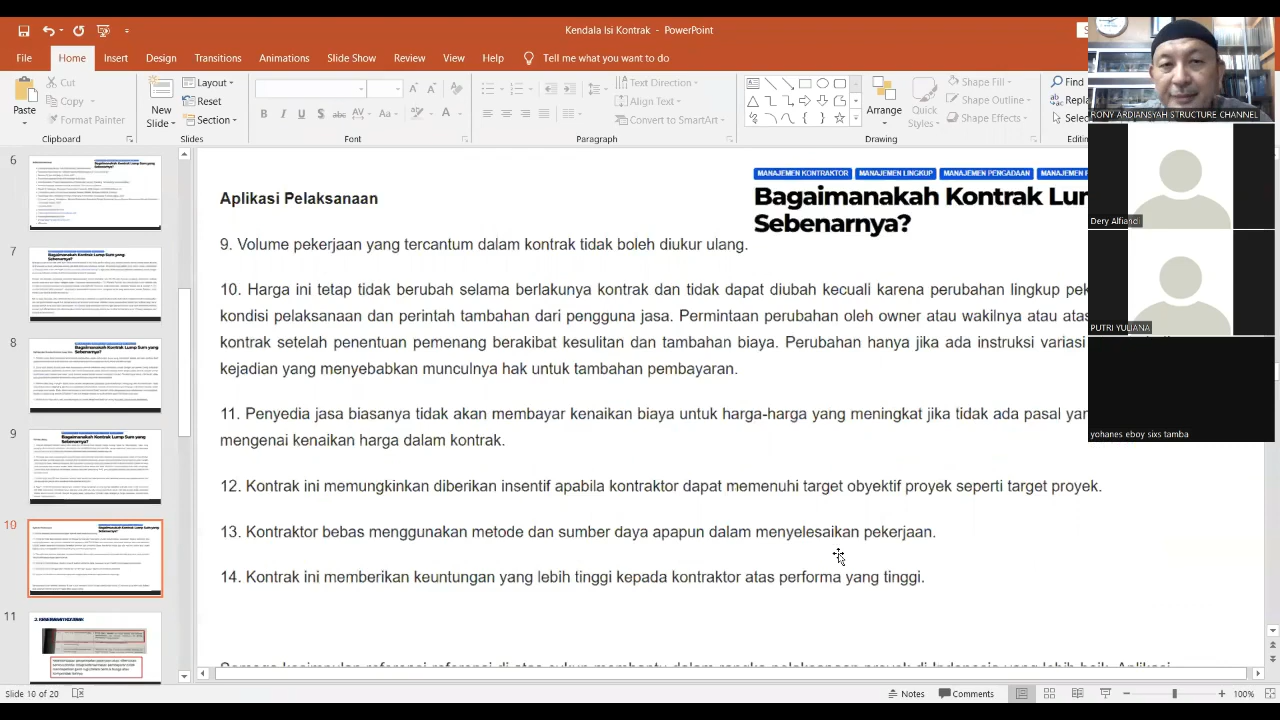 Kendala Isi Kontrak - PowerPoint
File Home Insert Design Transitions Animations Slide Show Review View Help Tell me what you want to do
Cut
Copy
Format Painter
Paste
Clipboard
New
Slide
Layout
Reset
Section
Slides
Font
Text Direction
Align Text
Convert to SmartArt
Paragraph
Arrange
Quick
Styles
Shape Fill
Shape Outline
Shape Effects
Drawing
Find
RONY ARDIANSYAH STRUCTURE CHANNEL
Dery Alfiandi
PUTRI YULIANA
yohanes eboy sixs tamba
6
7
8
9
10
11
MANAJEMEN KONTRAKTOR MANAJEMEN LINGKUP MANAJEMEN PENGADAAN MANAJEMEN
Bagaimanakah Kontrak
Sebenarnya?
Aplikasi Pelaksanaan
9. Volume pekerjaan yang tercantum dalam kontrak tidak boleh diukur ulang.
10. Harga ini tetap tidak berubah selama berlakunya kontrak dan tidak dapat diubah kecuali karena perubahan lingkup
kondisi pelaksanaan dan perintah tambahan dari pengguna jasa. Permintaan perubahan oleh owner atau wakilnya atau
kontrak setelah penentuan pemenang berakibat kesulitan dan tambahan biaya. Perubahan hanya jika ada instruksi variasi
kejadian yang menyebabkan munculnya hak untuk tambahan pembayaran.
11. Penyedia jasa biasanya tidak akan membayar kenaikan biaya untuk harga-harga yang meningkat jika tidak ada pasal
mengenai kenaikan harga dalam kontrak.
12. Kontrak ini memungkinkan diberi insentif apabila kontraktor dapat memenuhi target obyektif proyek seperti target proyek.
13. Kontraktor bebas menggunakan metode dan sumber daya apapun dalam menyelesaikan pekerjaan.
14. Kontrak ini memberikan keuntungan yang lebih tinggi kepada kontraktor atas performa yang tinggi.
Slide 10 of 20
Notes Comments 100%